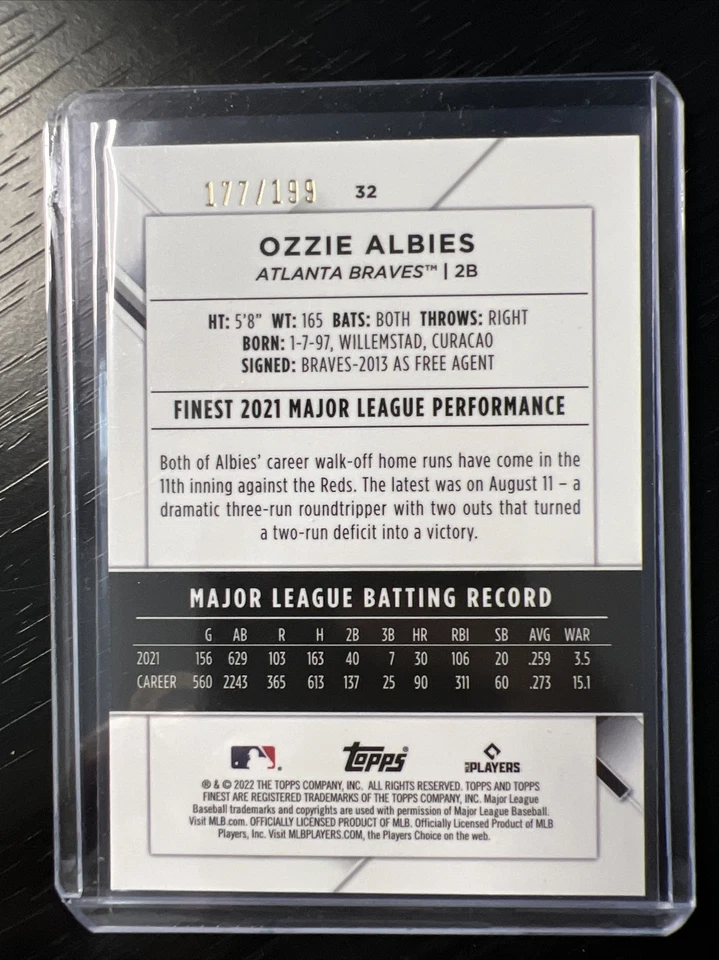 177/199 32
OZZIE ALBIES
ATLANTA BRAVES™ | 2B
HT: 5'8" WT: 165 BATS: BOTH THROWS: RIGHT
BORN: 1-7-97, WILLEMSTAD, CURACAO
SIGNED: BRAVES-2013 AS FREE AGENT
FINEST 2021 MAJOR LEAGUE PERFORMANCE
Both of Albies' career walk-off home runs have come in the
11th inning against the Reds. The latest was on August 11 – a
dramatic three-run roundtripper with two outs that turned
a two-run deficit into a victory.
MAJOR LEAGUE BATTING RECORD
G AB R H 2B 3B HR RBI SB AVG WAR
2021 156 629 103 163 40 7 30 106 20 .259 3.5
CAREER 560 2243 365 613 137 25 90 311 60 .273 15.1
topps® MLB PLAYERS
® & © 2022 THE TOPPS COMPANY, INC. ALL RIGHTS RESERVED. TOPPS AND TOPPS
FINEST ARE REGISTERED TRADEMARKS OF THE TOPPS COMPANY, INC. Major League
Baseball trademarks and copyrights are used with permission of Major League Baseball.
Visit MLB.com. OFFICIALLY LICENSED PRODUCT OF MLB. Officially Licensed Product of MLB
Players, Inc. Visit MLBPLAYERS.COM, the Players Choice on the web.